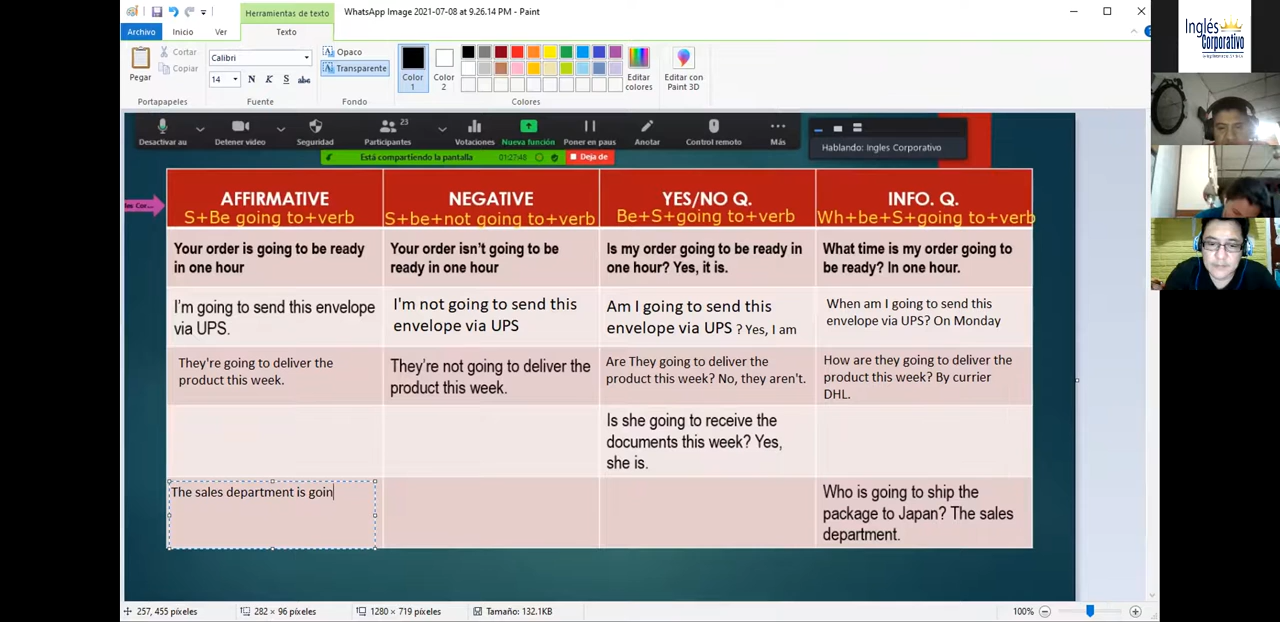 Herramientas de texto
WhatsApp Image 2021-07-08 at 9.26.14 PM - Paint
Archivo
Inicio
Ver
Texto
Pegar
Cortar
Copiar
Portapapeles
Calibri
14
N K S abc
Fuente
Opaco
Transparente
Fondo
Color
1
Color
2
Editar
colores
Colores
Editar con
Paint 3D
Inglés
Corporativo
Desactivar au
Detener video
Seguridad
23
Participantes
Votaciones
Nueva función
Poner en paus
Anotar
Control remoto
Más
Hablando: Ingles Corporativo
Está compartiendo la pantalla
01:27:48
Deja de
les Cor...
AFFIRMATIVE
S+Be going to+verb
NEGATIVE
S+be+not going to+verb
YES/NO Q.
Be+S+going to+verb
INFO. Q.
Wh+be+S+going to+verb
Your order is going to be ready
in one hour
Your order isn't going to be
ready in one hour
Is my order going to be ready in
one hour? Yes, it is.
What time is my order going to
be ready? In one hour.
I'm going to send this envelope
via UPS.
I'm not going to send this
envelope via UPS
Am I going to send this
envelope via UPS ? Yes, I am
When am I going to send this
envelope via UPS? On Monday
They're going to deliver the
product this week.
They're not going to deliver the
product this week.
Are They going to deliver the
product this week? No, they aren't.
How are they going to deliver the
product this week? By currier
DHL.
Is she going to receive the
documents this week? Yes,
she is.
The sales department is goin
Who is going to ship the
package to Japan? The sales
department.
257, 455 píxeles
282 × 96 píxeles
1280 × 719 píxeles
Tamaño: 132.1KB
100%